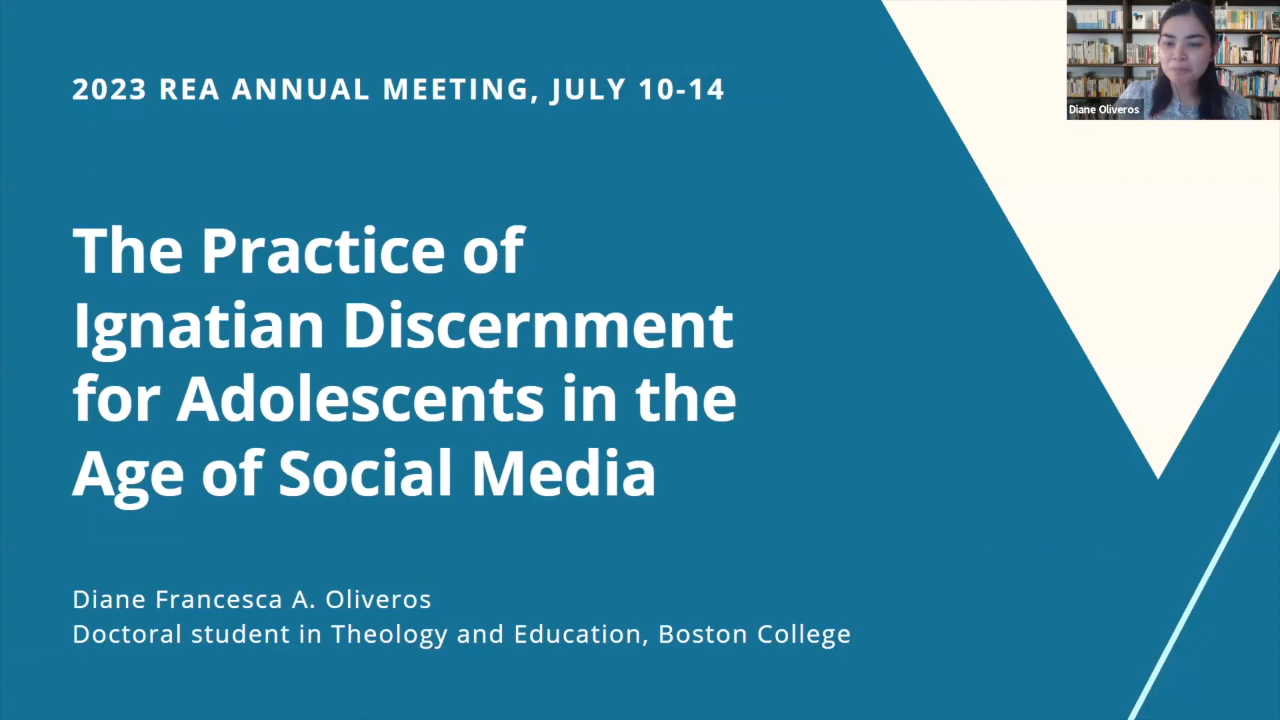 2023 REA ANNUAL MEETING, JULY 10-14
Diane Oliveros
The Practice of
Ignatian Discernment
for Adolescents in the
Age of Social Media
Diane Francesca A. Oliveros
Doctoral student in Theology and Education, Boston College